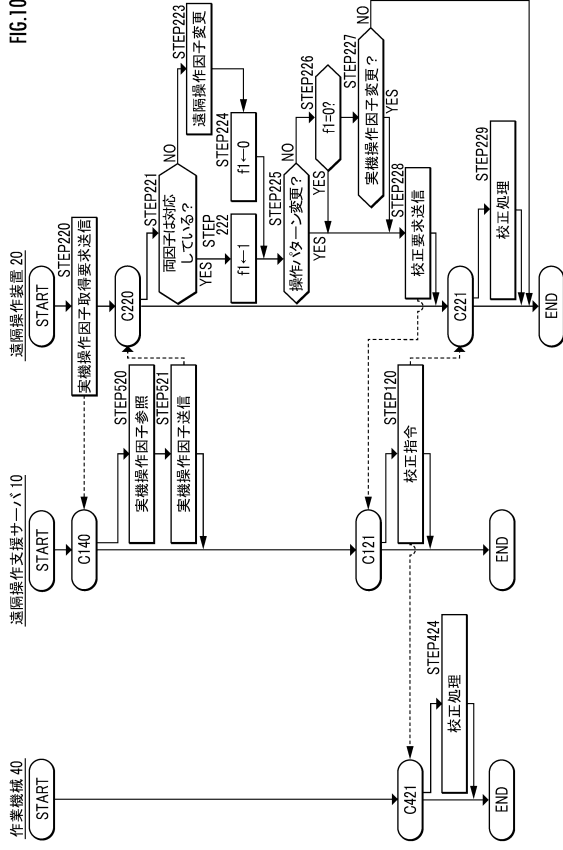 FIG.10
遠隔操作装置 20
START
STEP220
実機操作因子取得要求送信
C220
STEP221
両因子は対応
している?
NO
YES
STEP223
遠隔操作因子変更
STEP
222
f1←1
STEP224
f1←0
STEP225
操作パターン変更?
NO
YES
STEP226
f1=0?
YES
STEP227
実機操作因子変更?
NO
YES
STEP228
校正要求送信
C221
STEP229
校正処理
END
遠隔操作支援サーバ 10
START
C140
STEP520
実機操作因子参照
STEP521
実機操作因子送信
C121
STEP120
校正指令
END
作業機械 40
START
C421
STEP424
校正処理
END